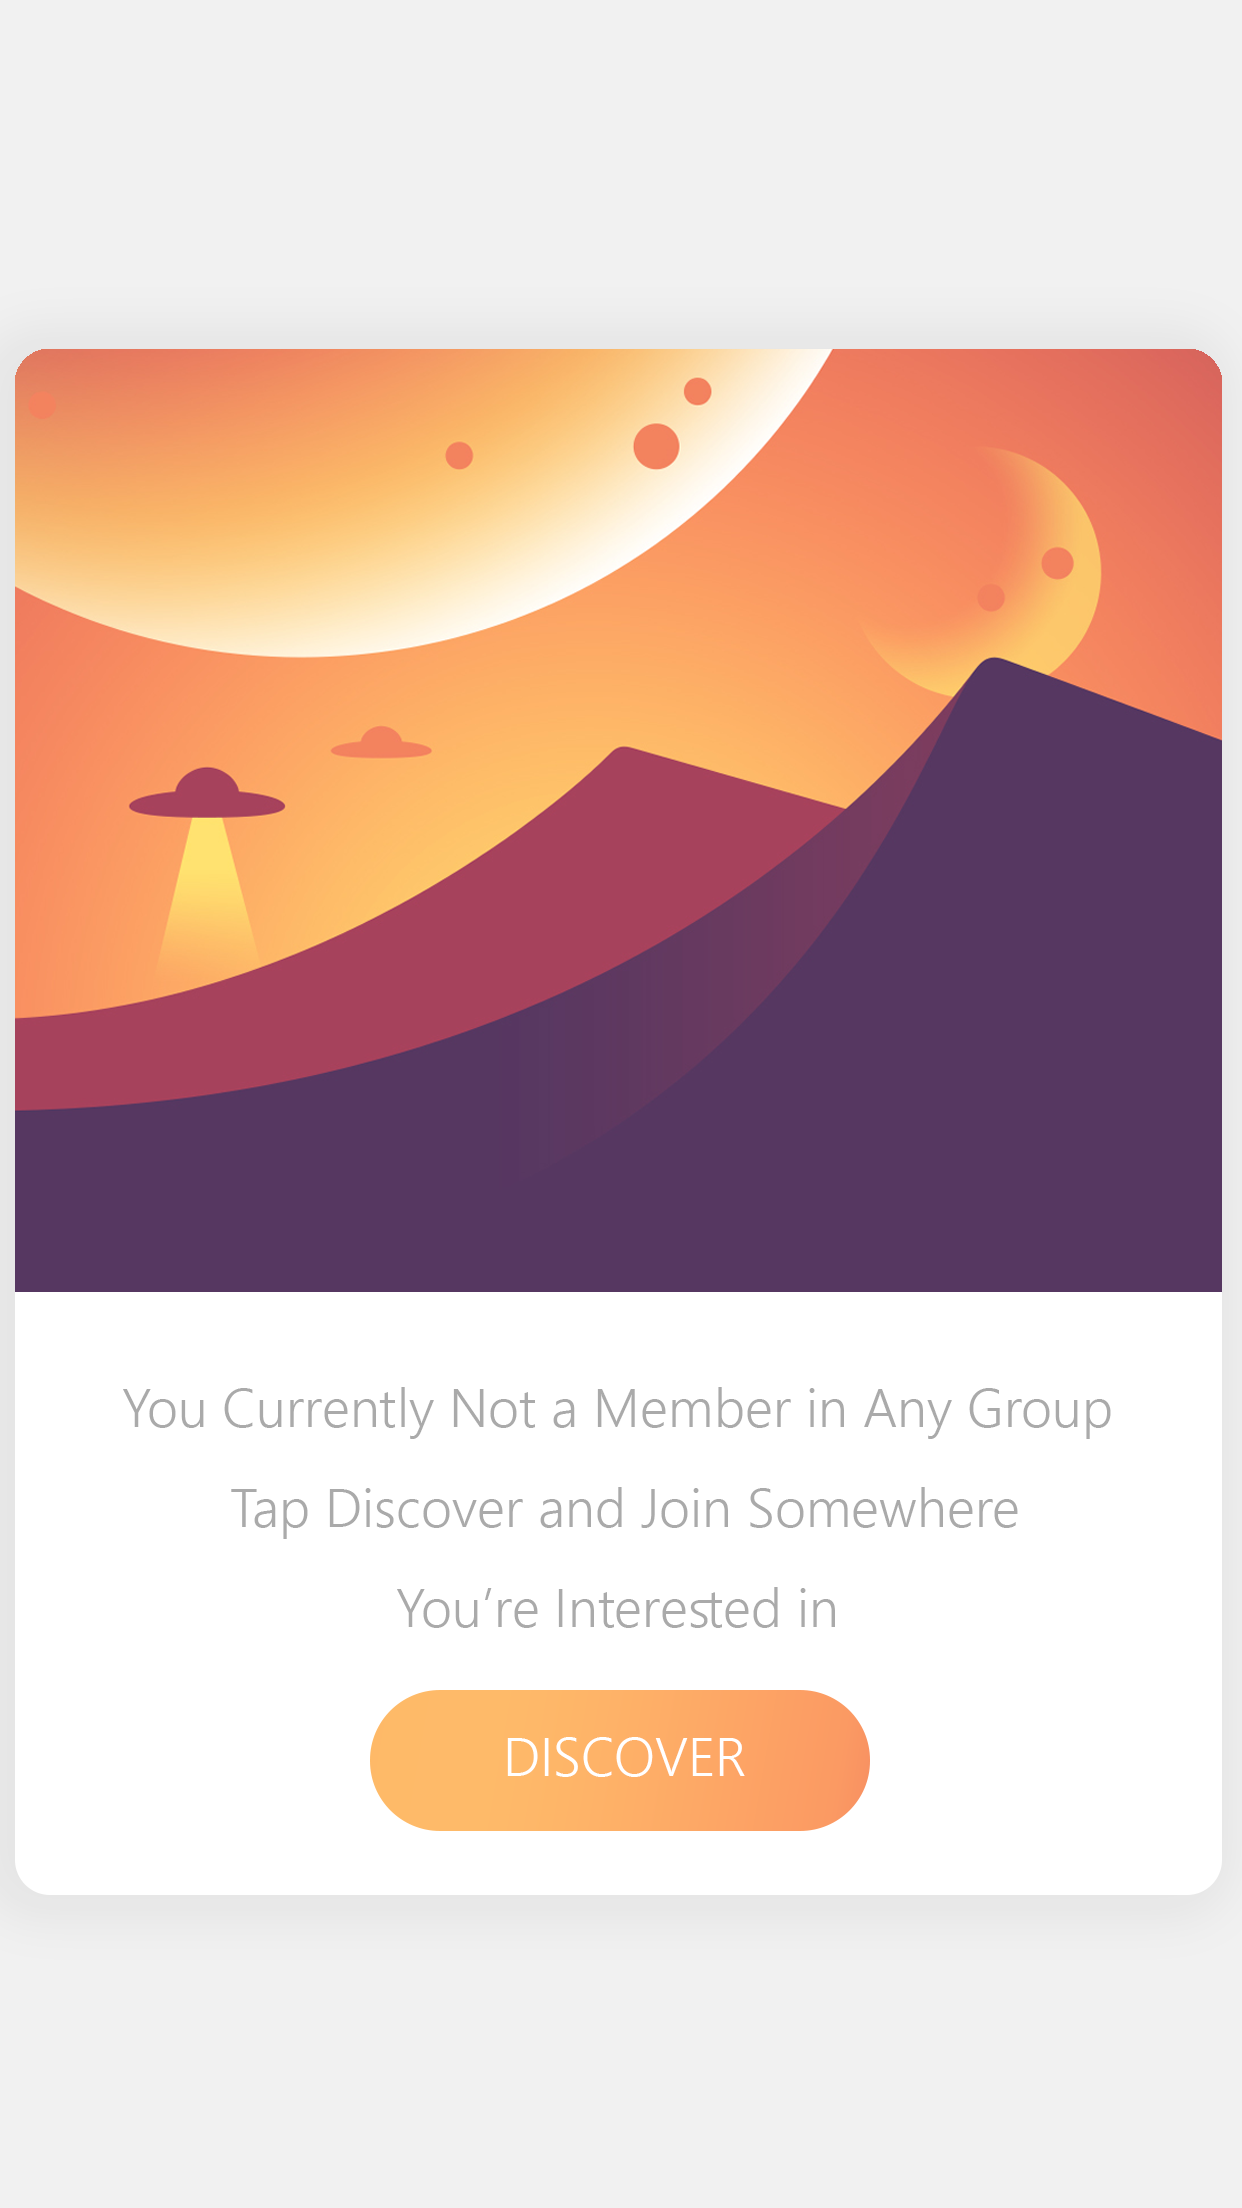 You Currently Not a Member in Any Group
Tap Discover and Join Somewhere
You’re Interested in
DISCOVER